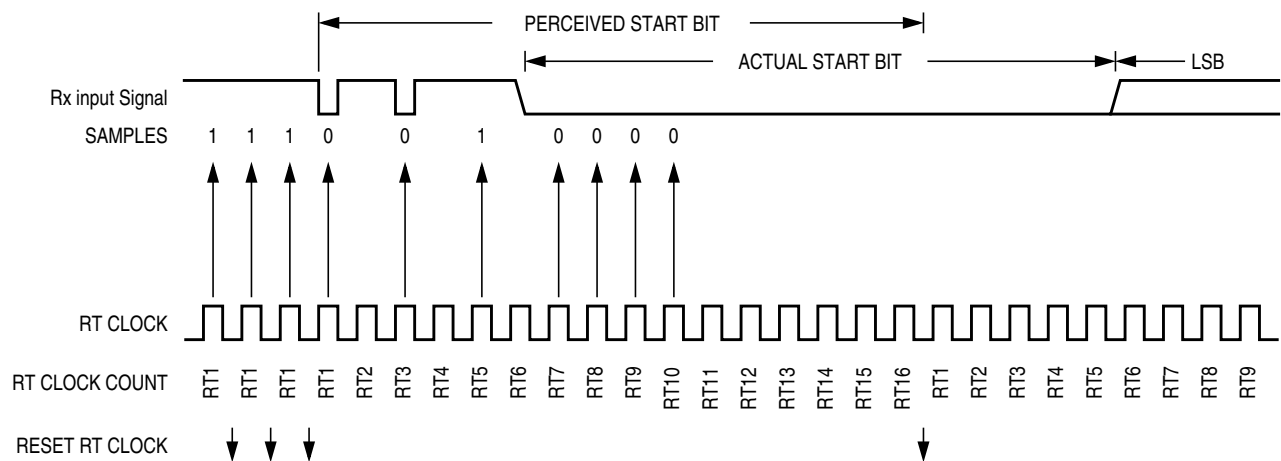 PERCEIVED START BIT
ACTUAL START BIT
LSB
Rx input Signal
SAMPLES 1 1 1 0 0 1 0 0 0 0
RT CLOCK
RT CLOCK COUNT RT1 RT1 RT1 RT1 RT2 RT3 RT4 RT5 RT6 RT7 RT8 RT9 RT10 RT11 RT12 RT13 RT14 RT15 RT16 RT1 RT2 RT3 RT4 RT5 RT6 RT7 RT8 RT9
RESET RT CLOCK